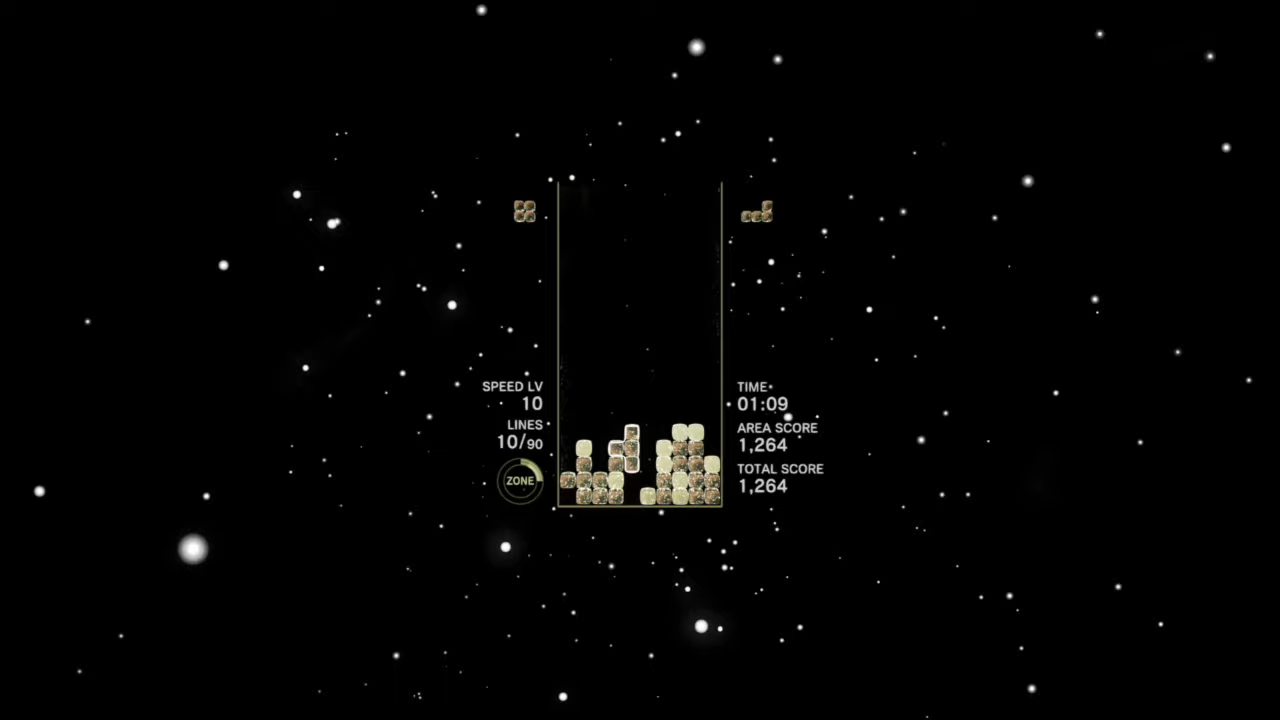 SPEED LV
10
LINES
10/90
ZONE
TIME
01:09
AREA SCORE
1,264
TOTAL SCORE
1,264